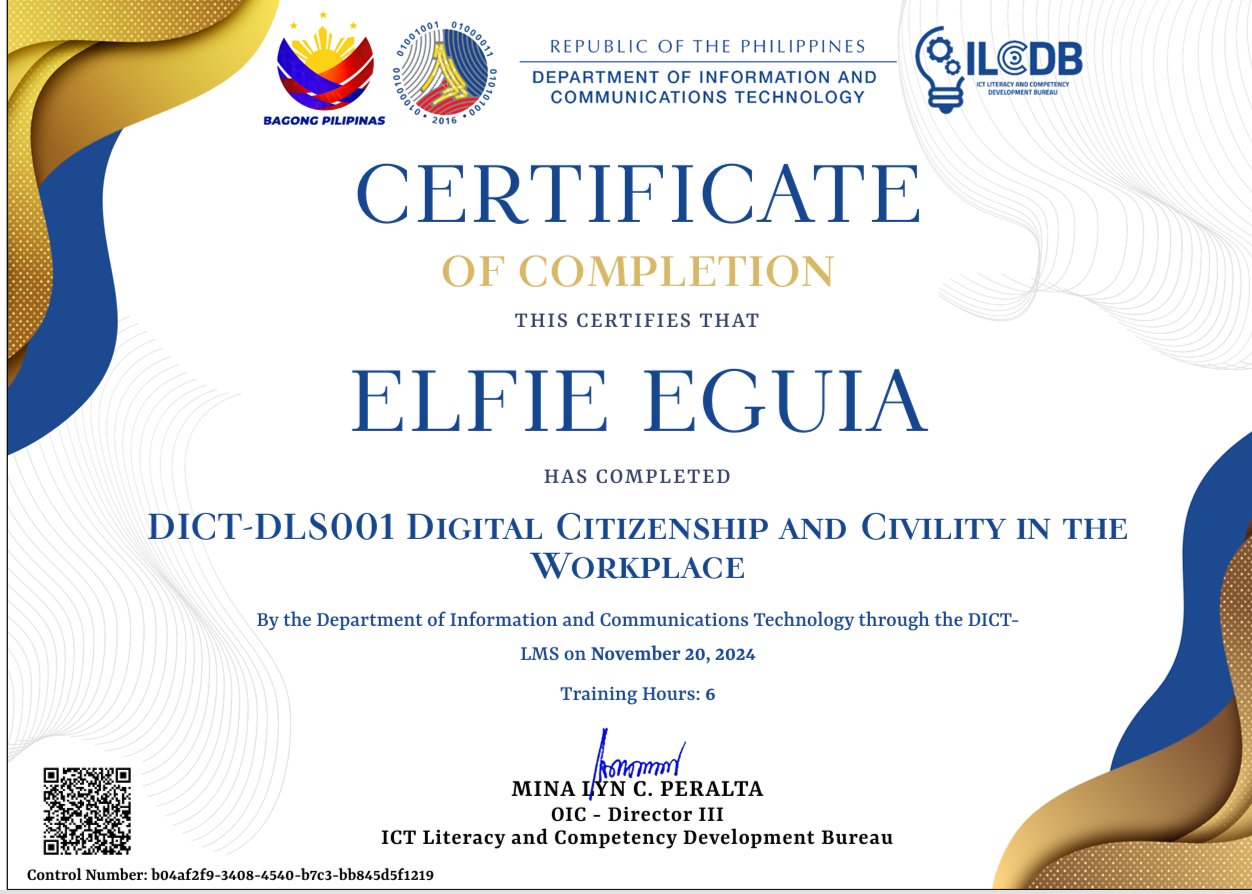 BAGONG PILIPINAS
01000100 01001001 01000011 01010100 • 2016 •
REPUBLIC OF THE PHILIPPINES
DEPARTMENT OF INFORMATION AND
COMMUNICATIONS TECHNOLOGY
ILCDB
ICT LITERACY AND COMPETENCY
DEVELOPMENT BUREAU
CERTIFICATE
OF COMPLETION
THIS CERTIFIES THAT
ELFIE EGUIA
HAS COMPLETED
DICT-DLS001 Digital Citizenship and Civility in the
Workplace
By the Department of Information and Communications Technology through the DICT-
LMS on November 20, 2024
Training Hours: 6
MINA LYN C. PERALTA
OIC - Director III
ICT Literacy and Competency Development Bureau
Control Number: b04af2f9-3408-4540-b7c3-bb845d5f1219